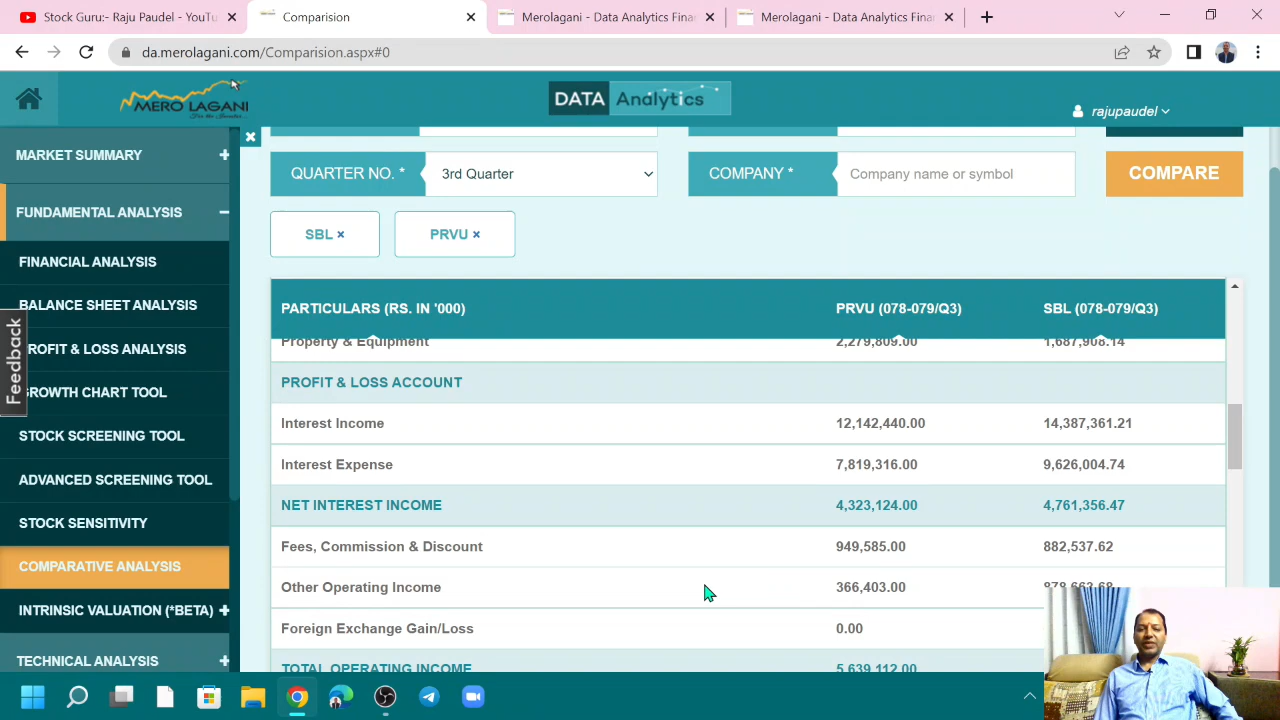 Stock Guru:- Raju Paudel - YouT
Comparision
Merolagani - Data Analytics Fina
Merolagani - Data Analytics Fina
da.merolagani.com/Comparision.aspx#0
MERO LAGANI
DATA Analytics
rajupaudel
MARKET SUMMARY
FUNDAMENTAL ANALYSIS
FINANCIAL ANALYSIS
BALANCE SHEET ANALYSIS
ROFIT & LOSS ANALYSIS
ROWTH CHART TOOL
STOCK SCREENING TOOL
ADVANCED SCREENING TOOL
STOCK SENSITIVITY
COMPARATIVE ANALYSIS
INTRINSIC VALUATION (*BETA)
TECHNICAL ANALYSIS
Feedback
QUARTER NO. * 3rd Quarter COMPANY * Company name or symbol COMPARE
SBL × PRVU ×
PARTICULARS (RS. IN '000) PRVU (078-079/Q3) SBL (078-079/Q3)
Property & Equipment 2,279,809.00 1,687,908.14
PROFIT & LOSS ACCOUNT
Interest Income 12,142,440.00 14,387,361.21
Interest Expense 7,819,316.00 9,626,004.74
NET INTEREST INCOME 4,323,124.00 4,761,356.47
Fees, Commission & Discount 949,585.00 882,537.62
Other Operating Income 366,403.00 878,663.68
Foreign Exchange Gain/Loss 0.00
TOTAL OPERATING INCOME 5,639,112.00